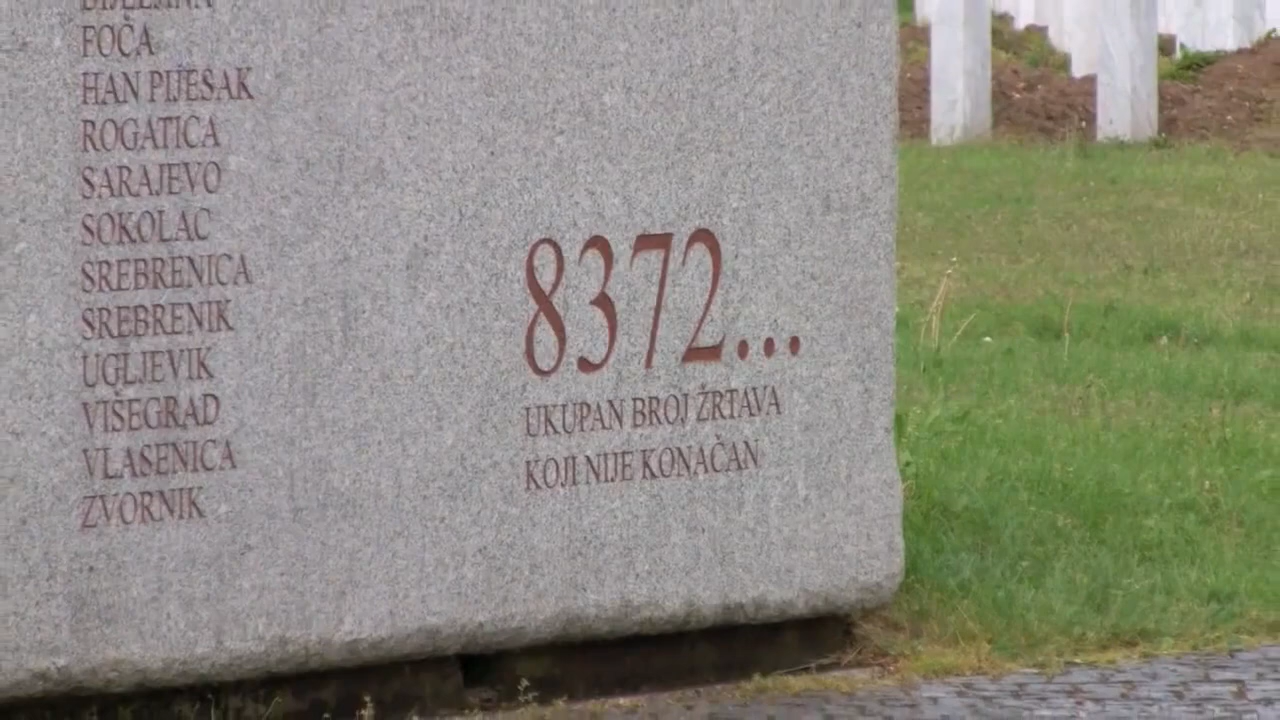 FOČA
HAN PIJESAK
ROGATICA
SARAJEVO
SOKOLAC
SREBRENICA
SREBRENIK
UGLJEVIK
VIŠEGRAD
VLASENICA
ZVORNIK
8372...
UKUPAN BROJ ŽRTAVA
KOJI NIJE KONAČAN